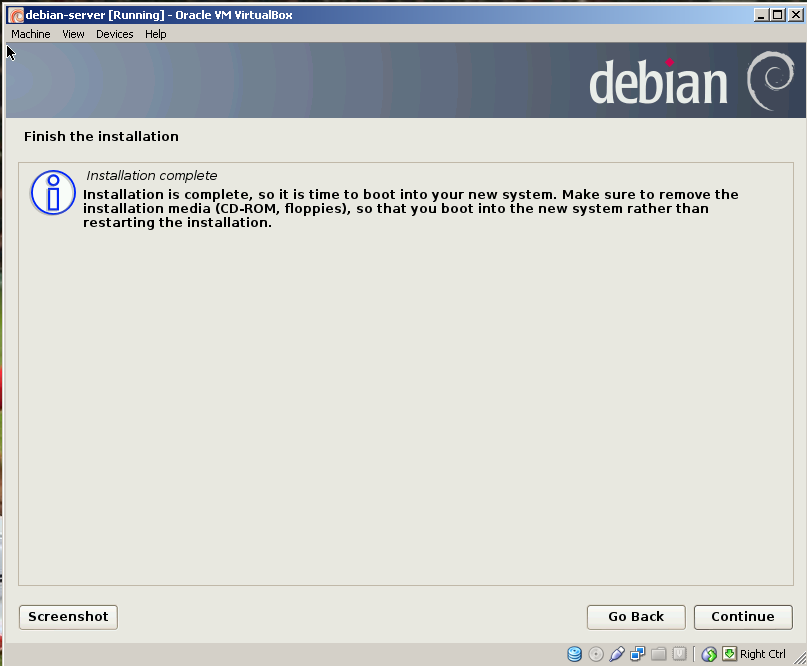 debian-server [Running] - Oracle VM VirtualBox
Machine View Devices Help
debian
Finish the installation
Installation complete
Installation is complete, so it is time to boot into your new system. Make sure to remove the
installation media (CD-ROM, floppies), so that you boot into the new system rather than
restarting the installation.
Screenshot Go Back Continue
Right Ctrl